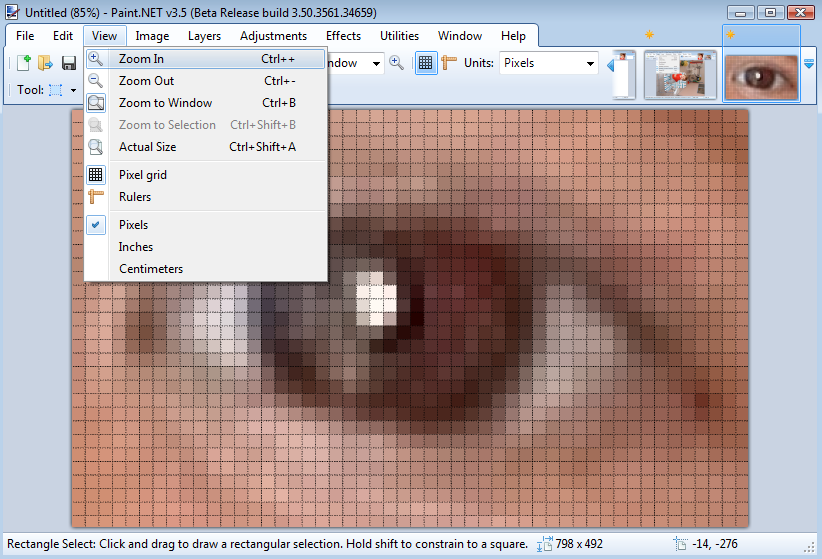 Untitled (85%) - Paint.NET v3.5 (Beta Release build 3.50.3561.34659)
File Edit View Image Layers Adjustments Effects Utilities Window Help
ndow Units: Pixels
Tool:
Zoom In Ctrl++
Zoom Out Ctrl+-
Zoom to Window Ctrl+B
Zoom to Selection Ctrl+Shift+B
Actual Size Ctrl+Shift+A
Pixel grid
Rulers
Pixels
Inches
Centimeters
Rectangle Select: Click and drag to draw a rectangular selection. Hold shift to constrain to a square. 798 x 492 -14, -276